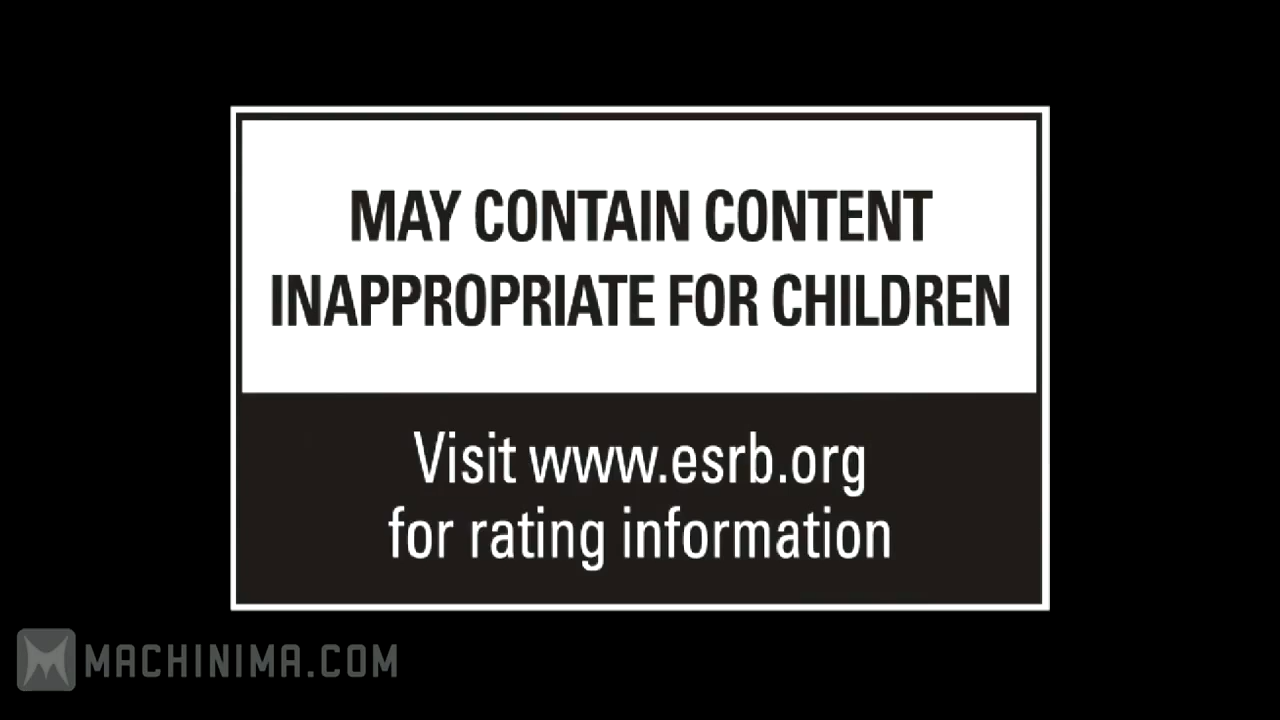 MAY CONTAIN CONTENT
INAPPROPRIATE FOR CHILDREN
Visit www.esrb.org
for rating information
MACHINIMA.COM